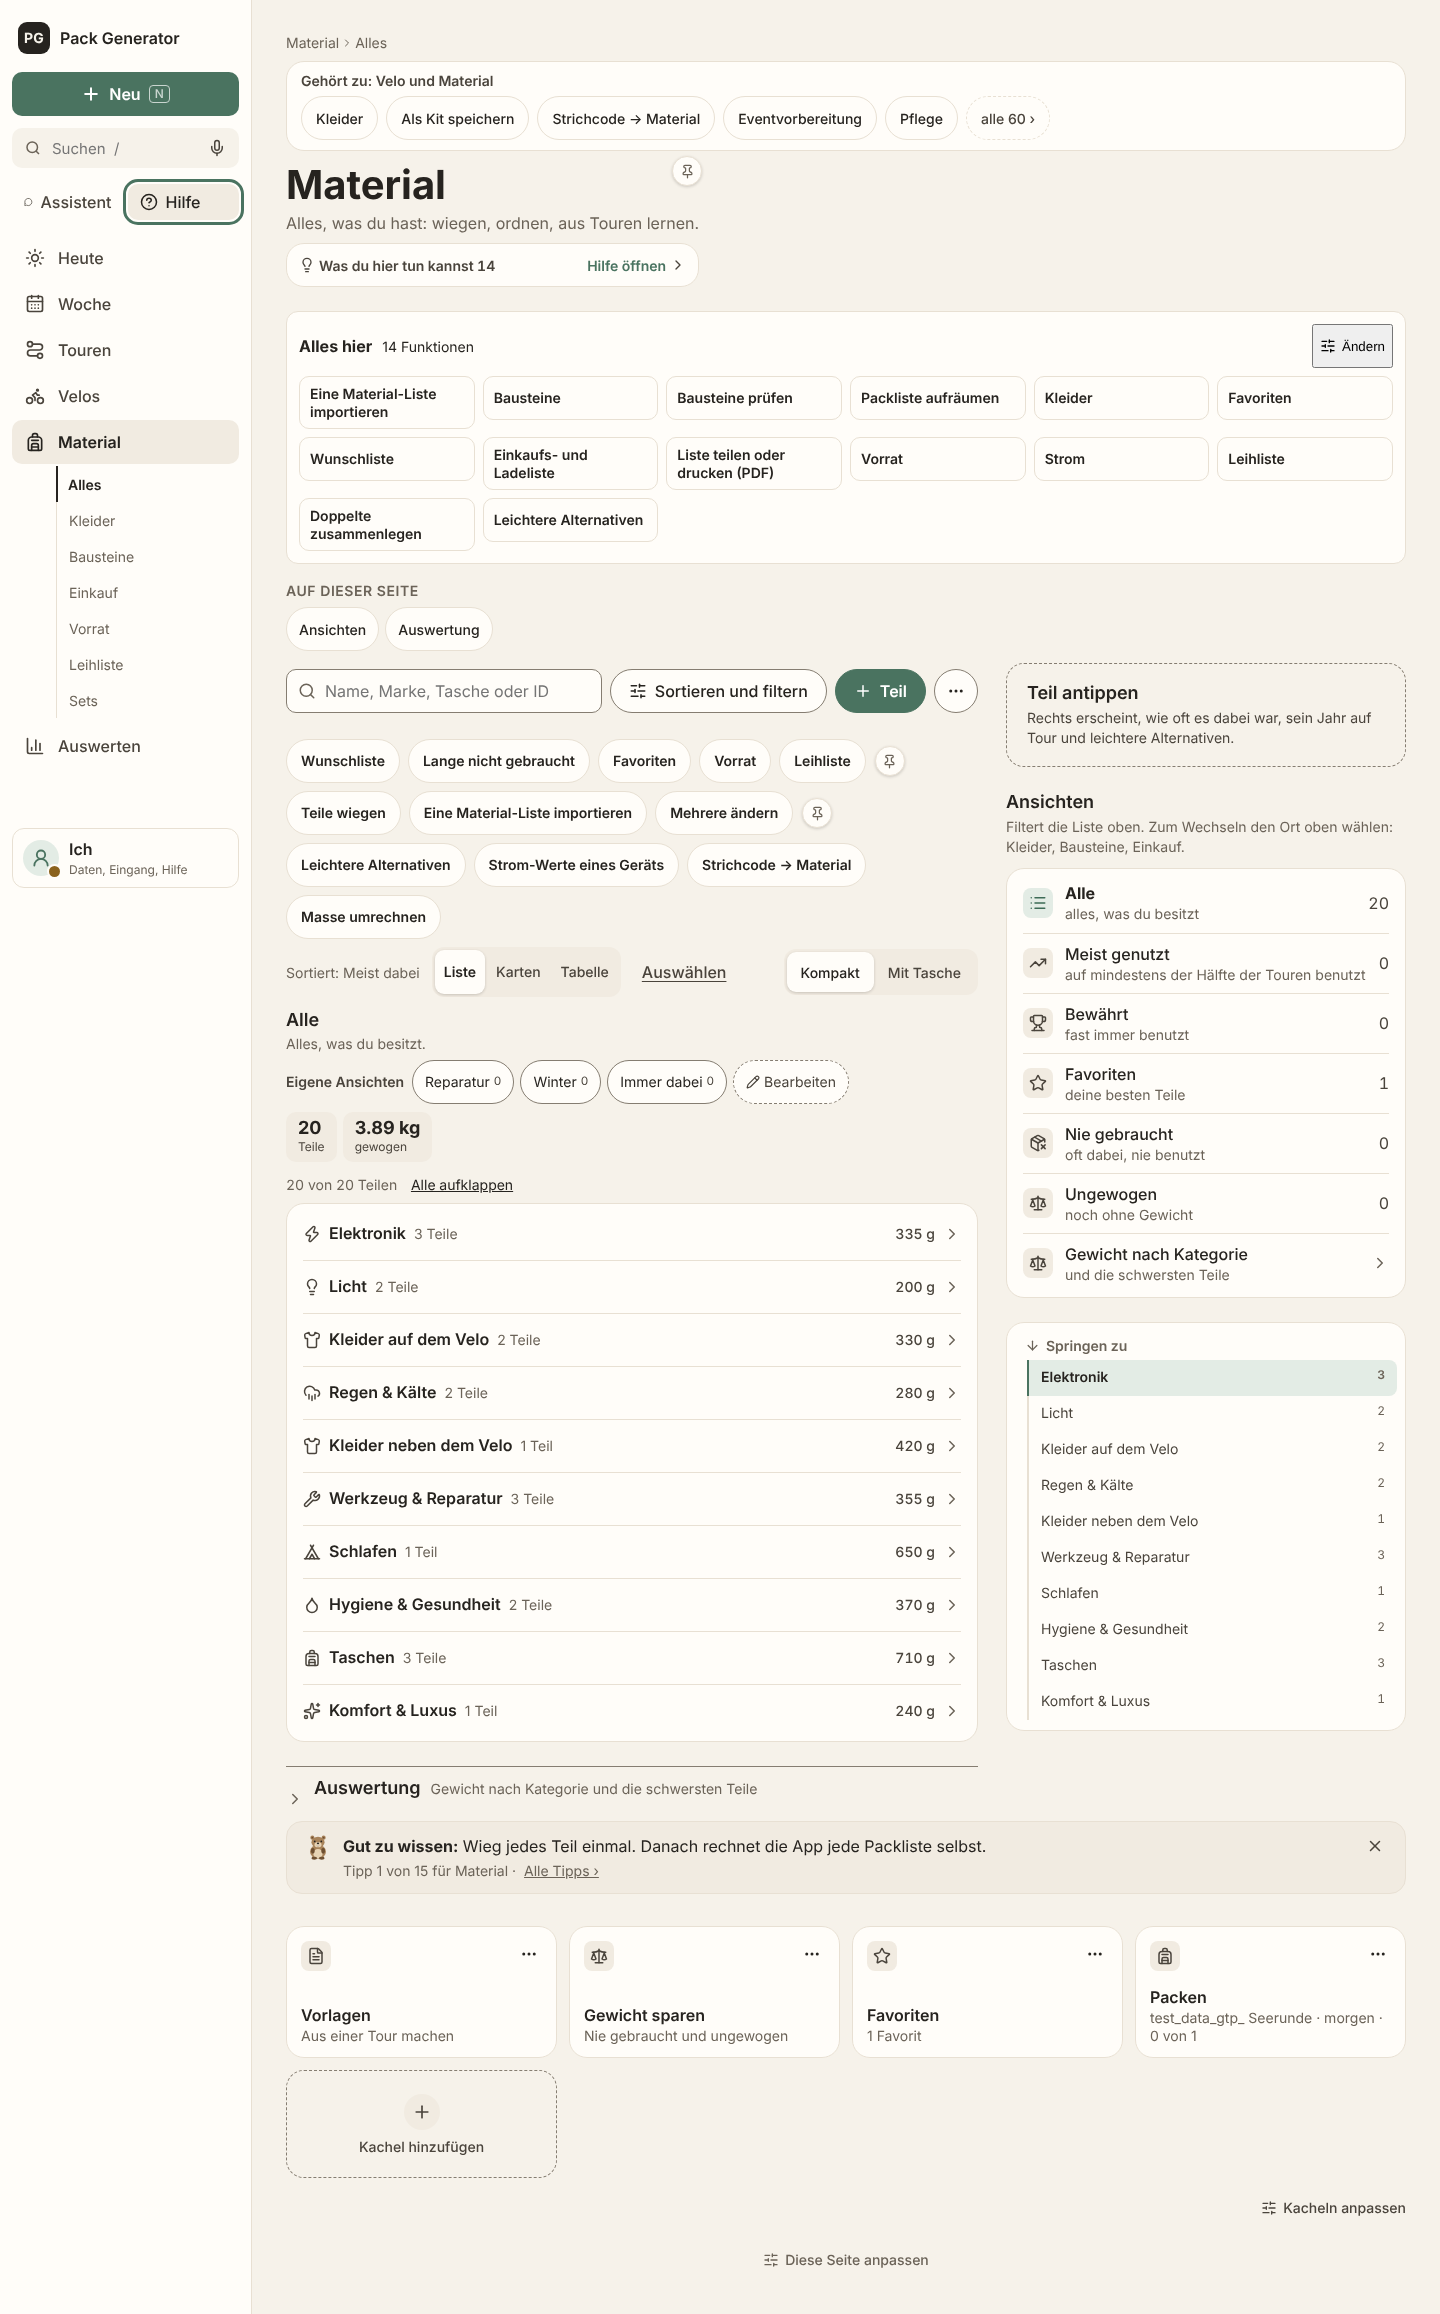 PG Pack Generator
Neu N
Suchen /
Assistent Hilfe
Heute
Woche
Touren
Velos
Material
Alles
Kleider
Bausteine
Einkauf
Vorrat
Leihliste
Sets
Auswerten
Ich
Daten, Eingang, Hilfe
Material › Alles
Gehört zu: Velo und Material
Kleider Als Kit speichern Strichcode → Material Eventvorbereitung Pflege alle 60 ›
Material
Alles, was du hast: wiegen, ordnen, aus Touren lernen.
Was du hier tun kannst 14 Hilfe öffnen
Alles hier 14 Funktionen Ändern
Eine Material-Liste importieren
Bausteine
Bausteine prüfen
Packliste aufräumen
Kleider
Favoriten
Wunschliste
Einkaufs- und Ladeliste
Liste teilen oder drucken (PDF)
Vorrat
Strom
Leihliste
Doppelte zusammenlegen
Leichtere Alternativen
AUF DIESER SEITE
Ansichten Auswertung
Name, Marke, Tasche oder ID Sortieren und filtern + Teil ···
Wunschliste Lange nicht gebraucht Favoriten Vorrat Leihliste
Teile wiegen Eine Material-Liste importieren Mehrere ändern
Leichtere Alternativen Strom-Werte eines Geräts Strichcode → Material
Masse umrechnen
Sortiert: Meist dabei Liste Karten Tabelle Auswählen Kompakt Mit Tasche
Alle
Alles, was du besitzt.
Eigene Ansichten Reparatur 0 Winter 0 Immer dabei 0 Bearbeiten
20 3.89 kg
Teile gewogen
20 von 20 Teilen Alle aufklappen
Elektronik 3 Teile 335 g
Licht 2 Teile 200 g
Kleider auf dem Velo 2 Teile 330 g
Regen & Kälte 2 Teile 280 g
Kleider neben dem Velo 1 Teil 420 g
Werkzeug & Reparatur 3 Teile 355 g
Schlafen 1 Teil 650 g
Hygiene & Gesundheit 2 Teile 370 g
Taschen 3 Teile 710 g
Komfort & Luxus 1 Teil 240 g
Teil antippen
Rechts erscheint, wie oft es dabei war, sein Jahr auf
Tour und leichtere Alternativen.
Ansichten
Filtert die Liste oben. Zum Wechseln den Ort oben wählen:
Kleider, Bausteine, Einkauf.
Alle 20
alles, was du besitzt
Meist genutzt 0
auf mindestens der Hälfte der Touren benutzt
Bewährt 0
fast immer benutzt
Favoriten 1
deine besten Teile
Nie gebraucht 0
oft dabei, nie benutzt
Ungewogen 0
noch ohne Gewicht
Gewicht nach Kategorie
und die schwersten Teile
Springen zu
Elektronik 3
Licht 2
Kleider auf dem Velo 2
Regen & Kälte 2
Kleider neben dem Velo 1
Werkzeug & Reparatur 3
Schlafen 1
Hygiene & Gesundheit 2
Taschen 3
Komfort & Luxus 1
Auswertung Gewicht nach Kategorie und die schwersten Teile
Gut zu wissen: Wieg jedes Teil einmal. Danach rechnet die App jede Packliste selbst.
Tipp 1 von 15 für Material · Alle Tipps ›
Vorlagen
Aus einer Tour machen
Gewicht sparen
Nie gebraucht und ungewogen
Favoriten
1 Favorit
Packen
test_data_gtp_ Seerunde · morgen ·
0 von 1
Kachel hinzufügen
Kacheln anpassen
Diese Seite anpassen